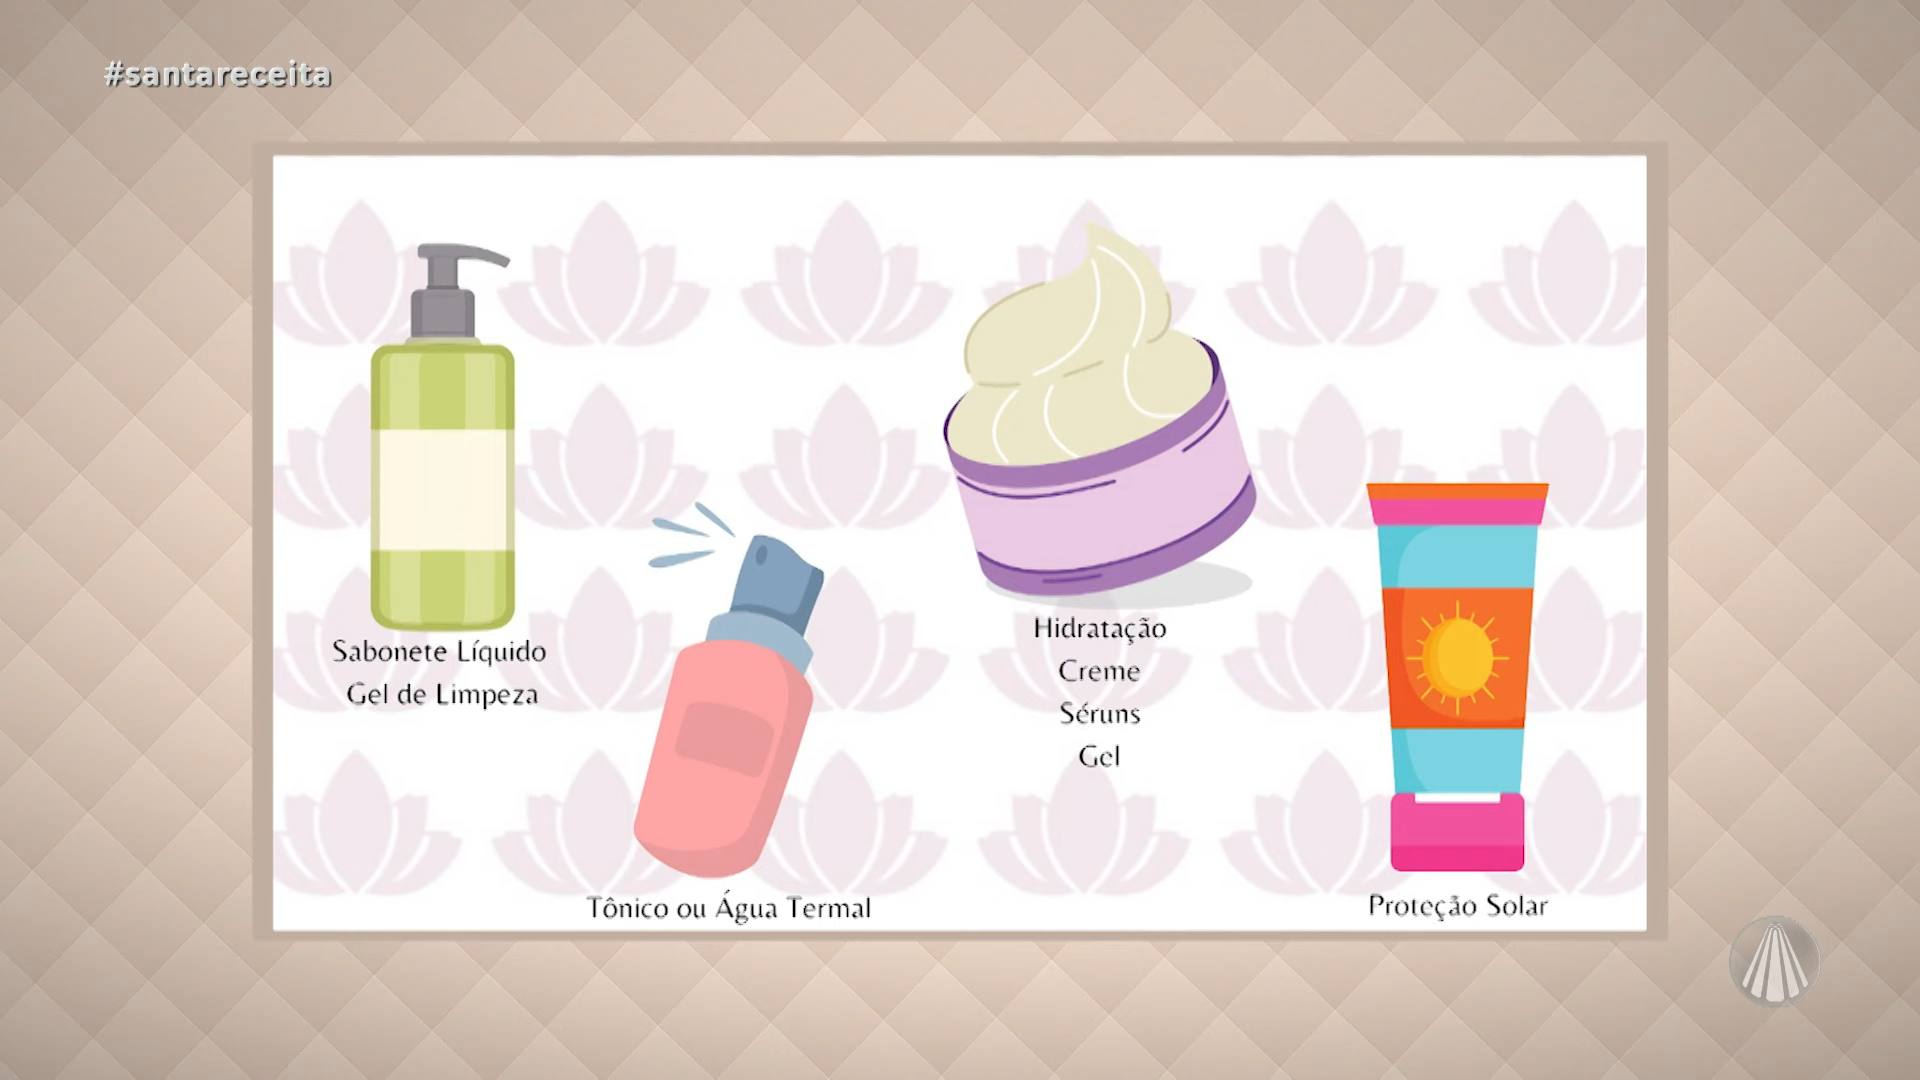 #santareceita
Sabonete Líquido
Gel de Limpeza
Tônico ou Água Termal
Hidratação
Creme
Séruns
Gel
Proteção Solar